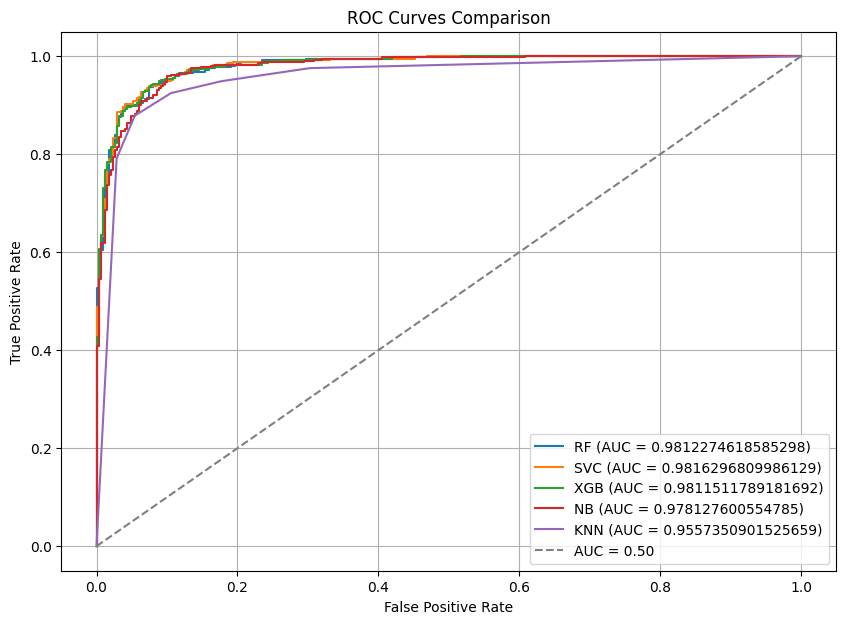 ROC Curves Comparison
True Positive Rate
1.0
0.8
0.6
0.4
0.2
0.0
RF (AUC = 0.9812274618585298)
SVC (AUC = 0.9816296809986129)
XGB (AUC = 0.9811511789181692)
NB (AUC = 0.978127600554785)
KNN (AUC = 0.9557350901525659)
AUC = 0.50
0.0 0.2 0.4 0.6 0.8 1.0
False Positive Rate